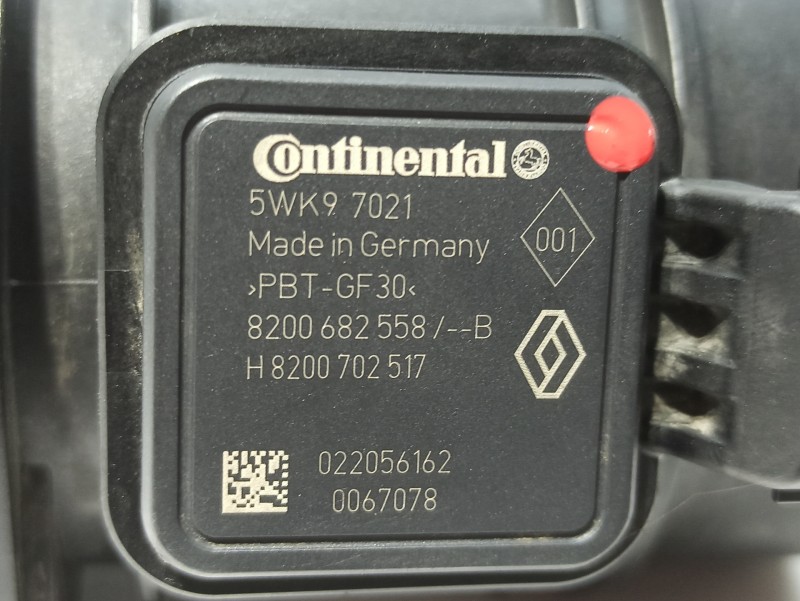 Continental
5WK9 7021
Made in Germany
001
>PBT-GF30<
8200 682 558 /--B
H 8200 702 517
022056162
0067078